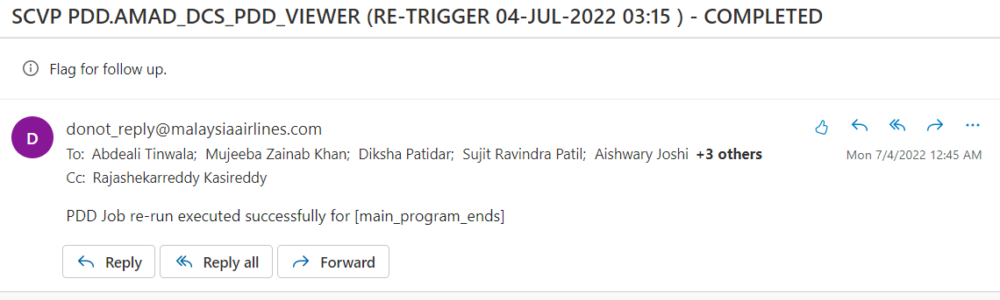 SCVP PDD.AMAD_DCS_PDD_VIEWER (RE-TRIGGER 04-JUL-2022 03:15 ) - COMPLETED
Flag for follow up.
D
donot_reply@malaysiaairlines.com
To: Abdeali Tinwala; Mujeeba Zainab Khan; Diksha Patidar; Sujit Ravindra Patil; Aishwary Joshi +3 others
Mon 7/4/2022 12:45 AM
Cc: Rajashekarreddy Kasireddy
PDD Job re-run executed successfully for [main_program_ends]
Reply Reply all Forward